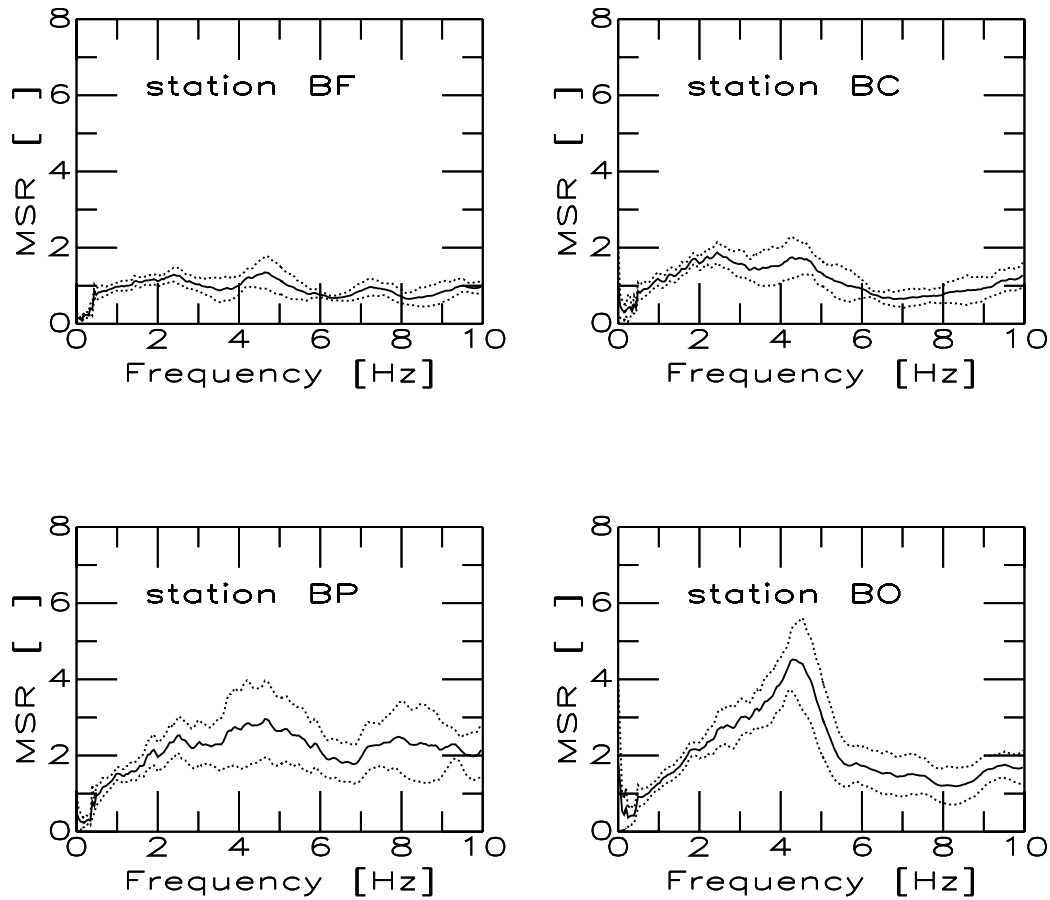 8
station BF
6
MSR [ ]
4
2
0
0 2 4 6 8 10
Frequency [Hz]
8
station BC
6
MSR [ ]
4
2
0
0 2 4 6 8 10
Frequency [Hz]
8
station BP
6
MSR [ ]
4
2
0
0 2 4 6 8 10
Frequency [Hz]
8
station BO
6
MSR [ ]
4
2
0
0 2 4 6 8 10
Frequency [Hz]